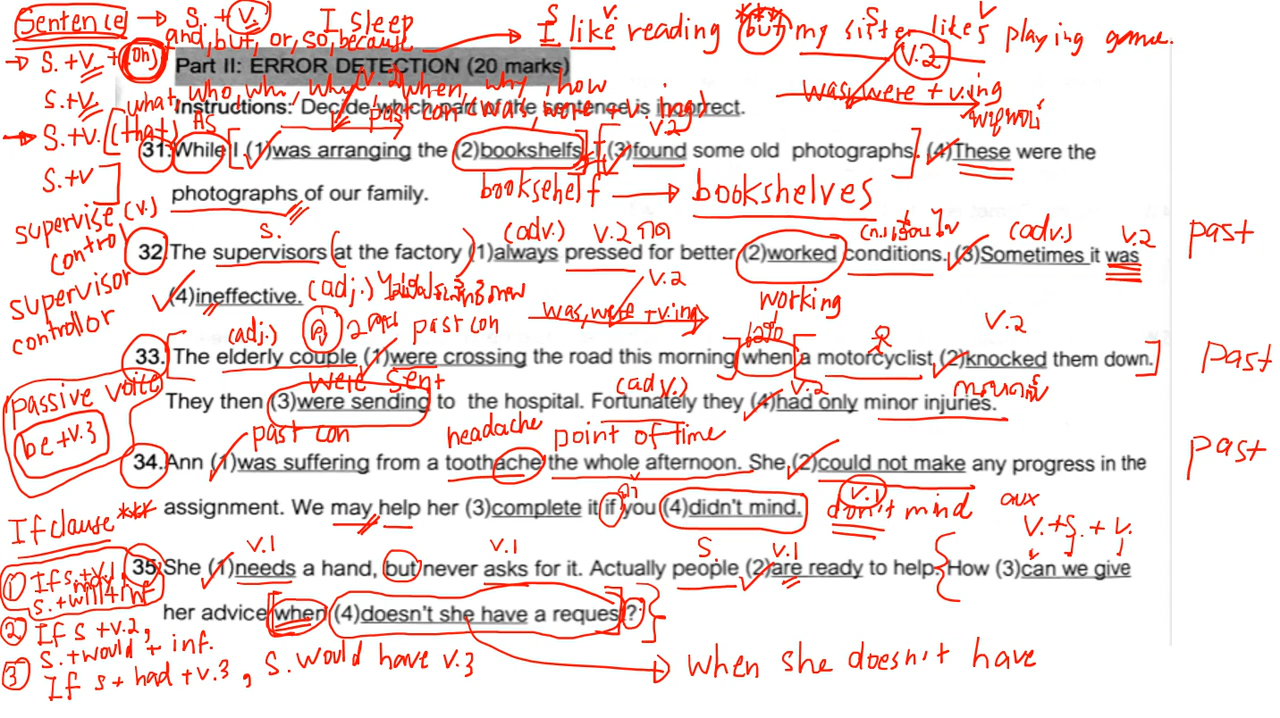 Sentence → S. + V. I sleep
and, but, or, so, because → I like reading but my sister likes playing game.
S. V. *** S V
→ S. + V. + (Oh) Part II: ERROR DETECTION (20 marks) V.2
S. + V. what, who, why, when, why, how was, were + V.ing
Instructions: Decide which part of the sentence is incorrect.
past con (was, were + V. ing)
→ S. + V. (that) As V.2
31. While I (1)was arranging the (2)bookshelfs, I (3)found some old photographs. (4)These were the
S. + V
photographs of our family. bookshelf → bookshelves
supervise (v.) S. (adv.) V.2 (adv.) V.2 past
control
32. The supervisors (at the factory) (1)always pressed for better (2)worked conditions. (3)Sometimes it was
supervisor
(4)ineffective. (adj.) V.2 working
controllor was, were + v.ing
(adj.) past con V.2
33. The elderly couple (1)were crossing the road this morning when a motorcyclist (2)knocked them down. Past
were sent (adv.) V.2
passive voice They then (3)were sending to the hospital. Fortunately they (4)had only minor injuries.
be + v.3
past con headache point of time
34. Ann (1)was suffering from a toothache the whole afternoon. She (2)could not make any progress in the past
assignment. We may help her (3)complete it if you (4)didn't mind. don't mind
V.1 aux
If clause ***
V.1 V.1 S. V.1 V. + S. + V.
35. She (1)needs a hand, but never asks for it. Actually people (2)are ready to help. How (3)can we give
① If S + V.1,
S. + will + inf
her advice when (4)doesn't she have a reques ?
② If S + V.2,
S. + would + inf.
③ If S + had + V.3, S. would have V.3 → when she doesn't have